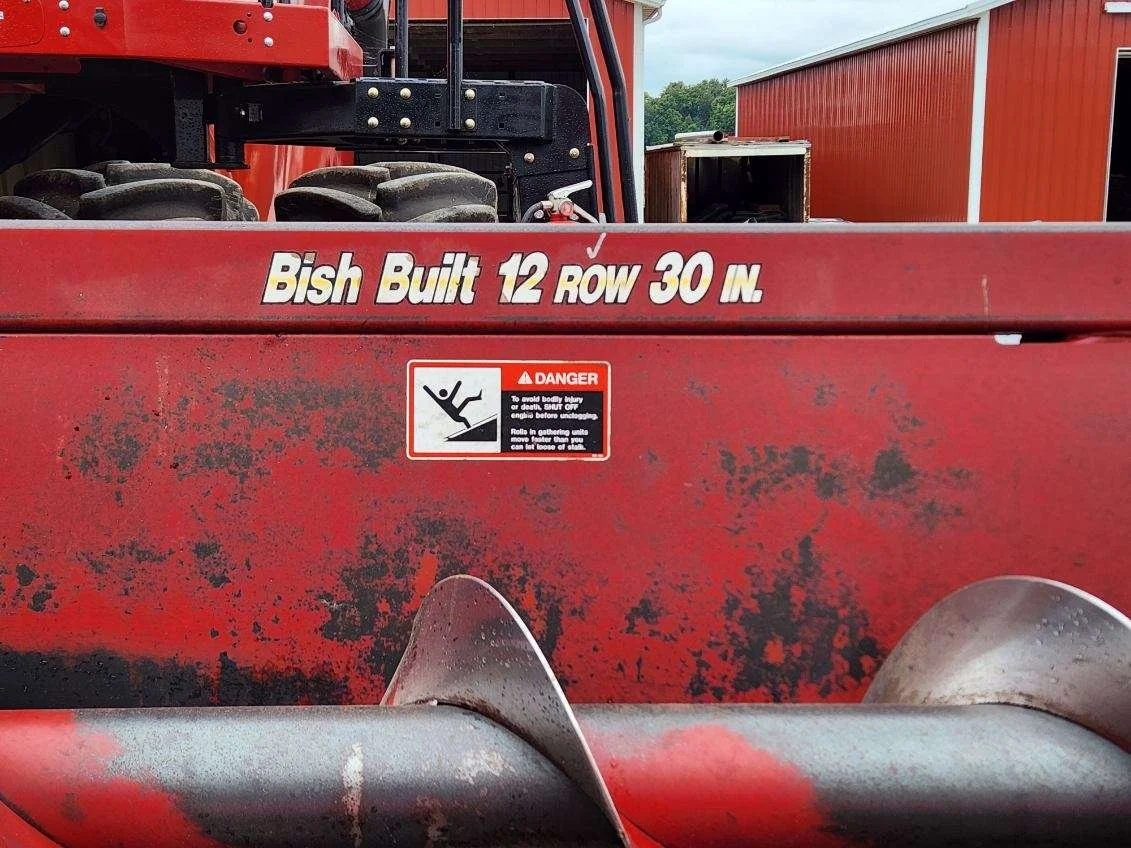 Bish Built 12 ROW 30 IN.
DANGER
To avoid bodily injury
or death, SHUT OFF
engine before unclogging.
Rolls in gathering units
move faster than you
can let loose of stalk.